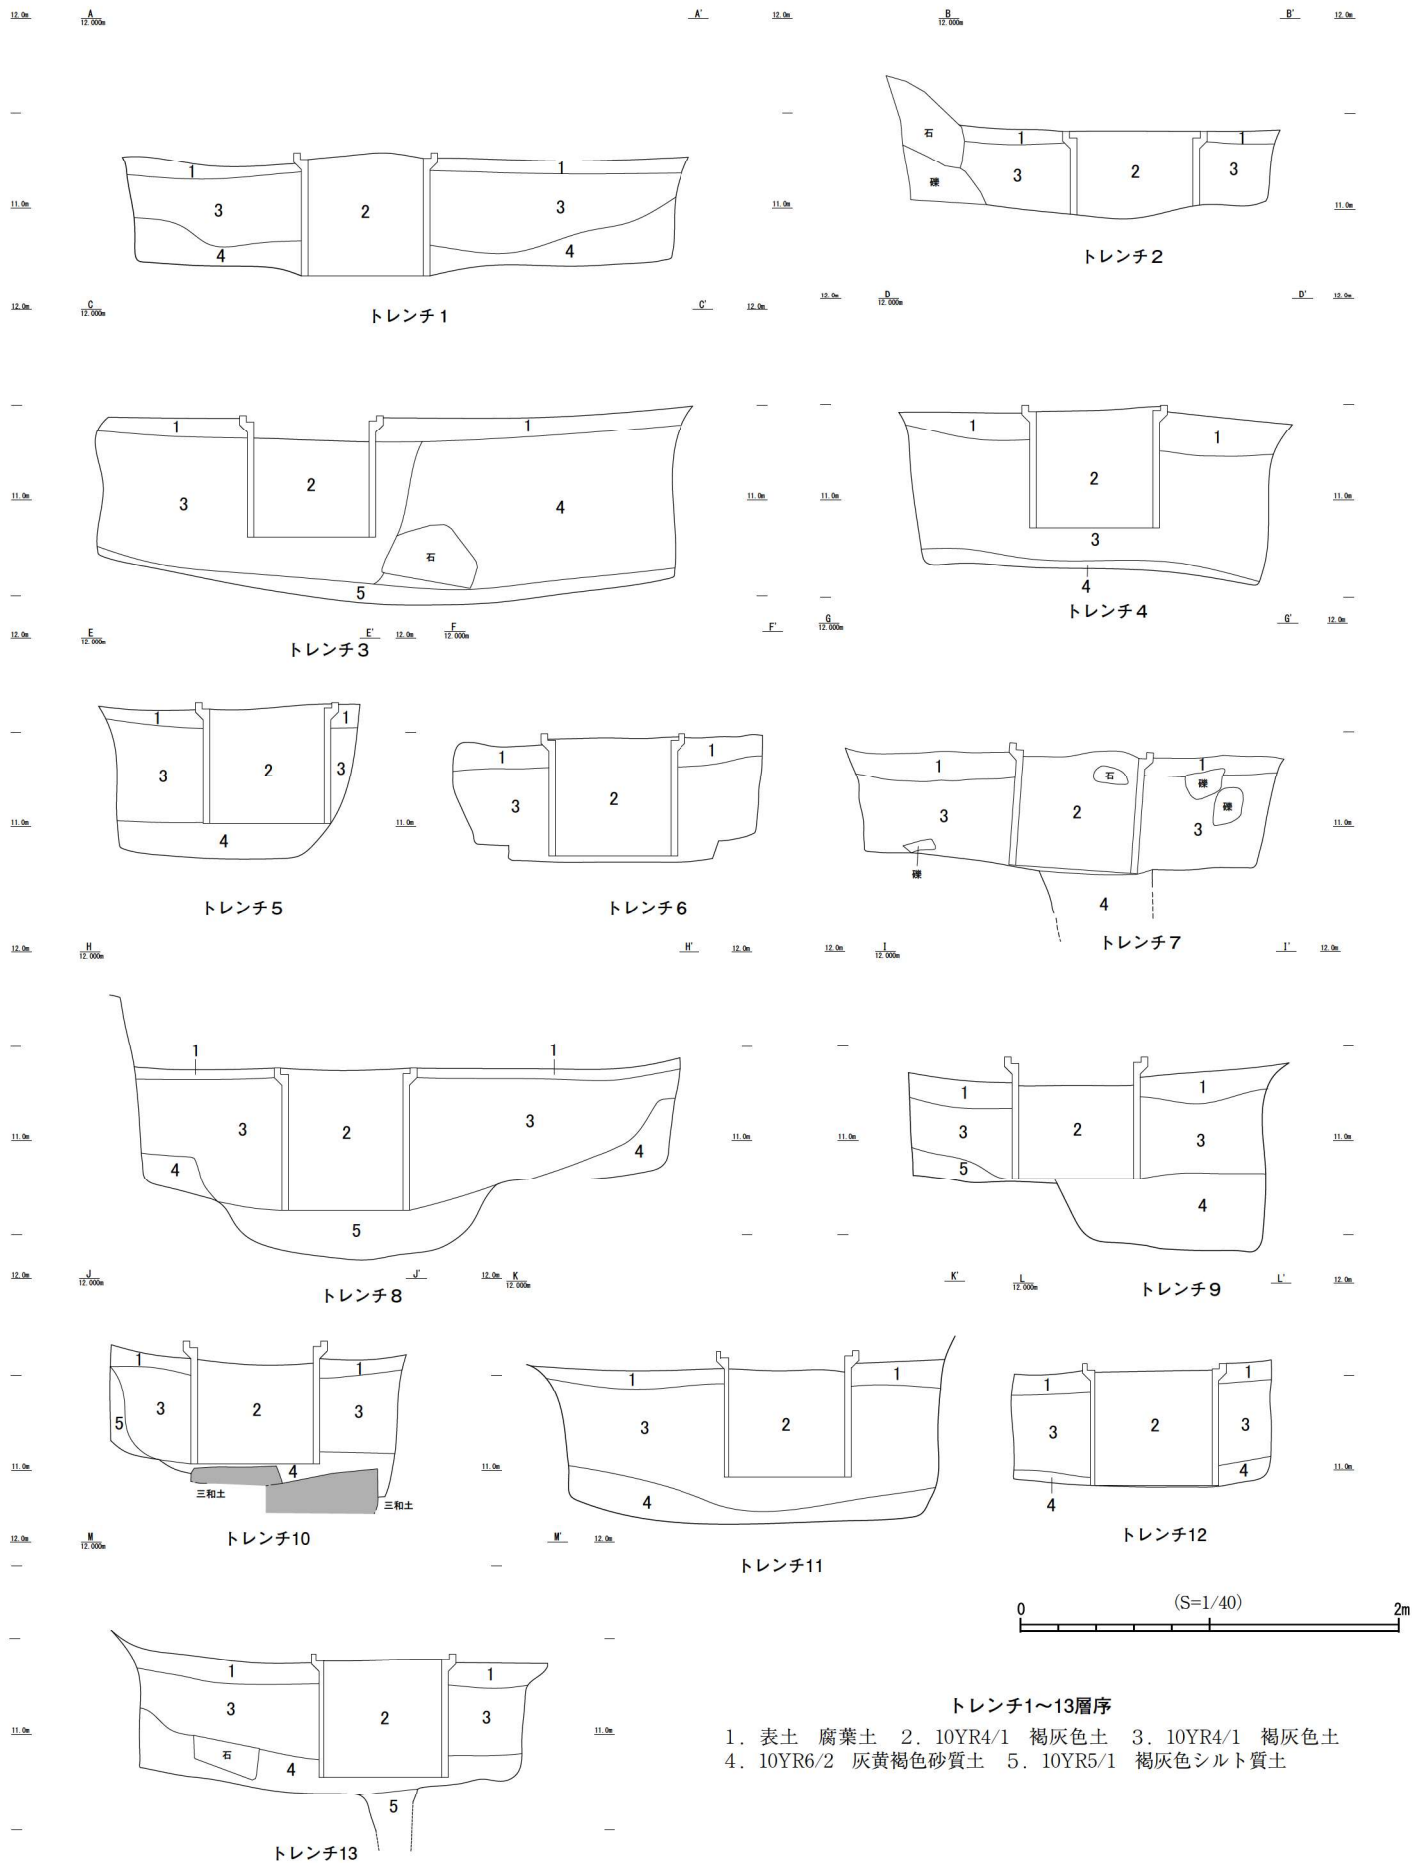 12.0m A 12.000m A' 12.0m B 12.000m B' 12.0m
石
1 1
1 1
礫 3 2 3
3 2 3
11.0m 11.0m 11.0m
4 4
トレンチ2
トレンチ1
12.0m C 12.000m C' 12.0m 12.0m D 12.000m D' 12.0m
1 1 1 1
2 2
3 4
11.0m 11.0m 11.0m 11.0m
3
石
5 4
トレンチ4
トレンチ3
12.0m E 12.000m E' 12.0m F 12.000m F' G 12.000m G' 12.0m
1 1 1 1 1 1
石 礫
3 2 3 3 2 3 2 礫 3
11.0m 11.0m 11.0m
4 礫 4
トレンチ5 トレンチ6 トレンチ7
12.0m H 12.000m H' 12.0m 12.0m I 12.000m I' 12.0m
1 1 1 1
3 2 3 3 2 3
11.0m 11.0m 11.0m 11.0m
4 4 5 4
5
トレンチ8 トレンチ9
12.0m J 12.000m J' 12.0m K 12.000m K' L 12.000m L' 12.0m
1 1 1 1 1 1
5 3 2 3 3 2 3 2 3
11.0m 4 11.0m 4 11.0m
三和土 三和土 4 4
トレンチ10 トレンチ11 トレンチ12
12.0m M 12.000m M' 12.0m
(S=1/40)
0 2m
1 1
3 2 3
11.0m 11.0m
石 4
5
トレンチ13
トレンチ1~13層序
1. 表土 腐葉土 2. 10YR4/1 褐灰色土 3. 10YR4/1 褐灰色土
4. 10YR6/2 灰黄褐色砂質土 5. 10YR5/1 褐灰色シルト質土